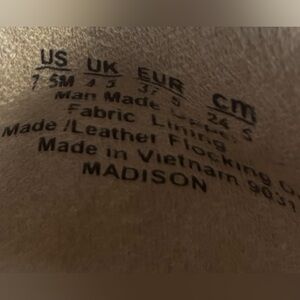 US UK EUR cm
7.5M 5 37.5 24.5
Man Made
Fabric Lining
Made /Leather Flocking
Made in Vietnam 9031
MADISON